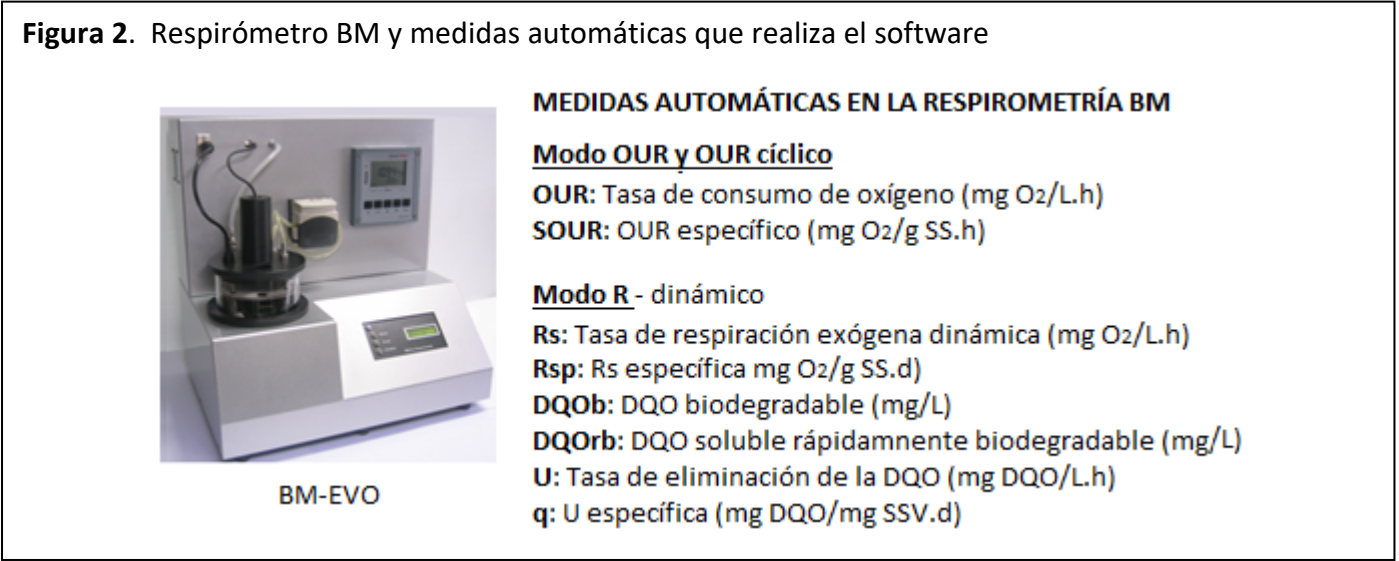 Figura 2. Respirómetro BM y medidas automáticas que realiza el software
MEDIDAS AUTOMÁTICAS EN LA RESPIROMETRÍA BM
Modo OUR y OUR cíclico
OUR: Tasa de consumo de oxígeno (mg O2/L.h)
SOUR: OUR específico (mg O2/g SS.h)
Modo R - dinámico
Rs: Tasa de respiración exógena dinámica (mg O2/L.h)
Rsp: Rs específica mg O2/g SS.d)
DQOb: DQO biodegradable (mg/L)
DQOrb: DQO soluble rápidamnente biodegradable (mg/L)
U: Tasa de eliminación de la DQO (mg DQO/L.h)
q: U específica (mg DQO/mg SSV.d)
BM-EVO